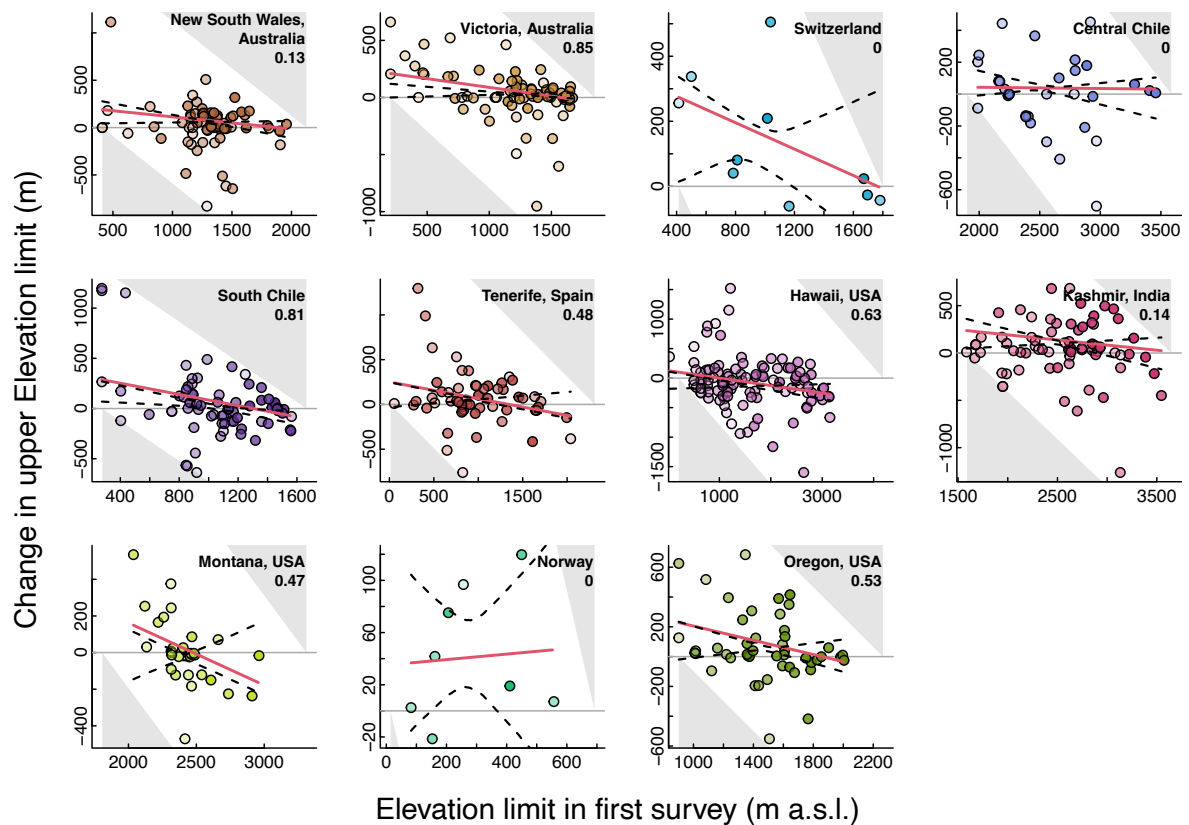 Change in upper Elevation limit (m)
New South Wales,
Australia
0.13
−500 0 500
500 1000 1500 2000
Victoria, Australia
0.85
−1000 0 500
500 1000 1500
Switzerland
0
0 200 400
400 800 1200 1600
Central Chile
0
−600 −200 200
2000 2500 3000 3500
South Chile
0.81
−500 0 500 1000
400 800 1200 1600
Tenerife, Spain
0.48
−500 0 500 1000
0 500 1000 1500
Hawaii, USA
0.63
−1500 −500 0 1000
1000 2000 3000 4000
Kashmir, India
0.14
−1000 0 500
1500 2500 3500
Montana, USA
0.47
−400 0 200
2000 2500 3000
Norway
0
−20 20 60 100
0 200 400 600
Oregon, USA
0.53
−600 −200 200 600
1000 1400 1800 2200
Elevation limit in first survey (m a.s.l.)